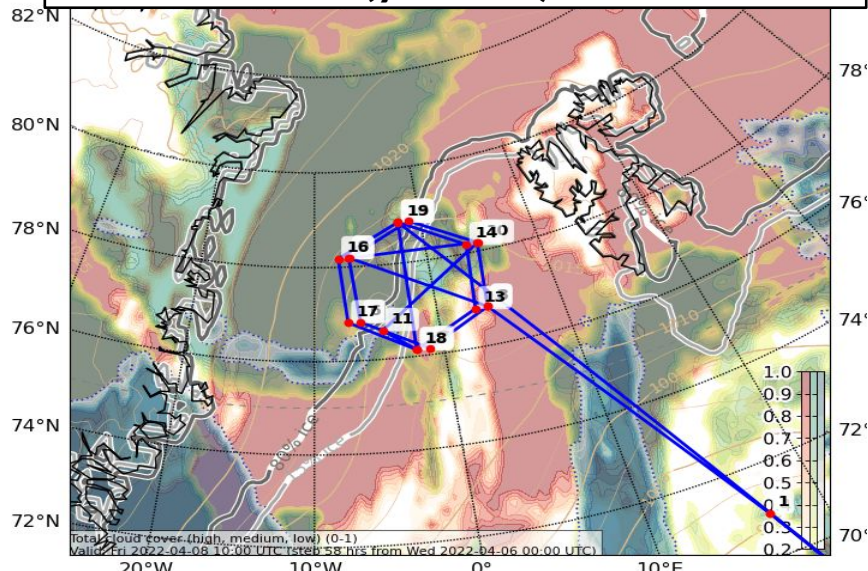 82°N
80°N
78°N
76°N
74°N
72°N
78°
76°
74°
72°
70°
20°W
10°W
0°
10°E
1020
1015
1010
80% ICE
19
14
16
13
17
11
18
1
1.0
0.9
0.8
0.7
0.6
0.5
0.4
0.3
0.2
Total cloud cover (high, medium, low) (0-1)
Valid: Fri 2022-04-08 10:00 UTC (step 58 hrs from Wed 2022-04-06 00:00 UTC)